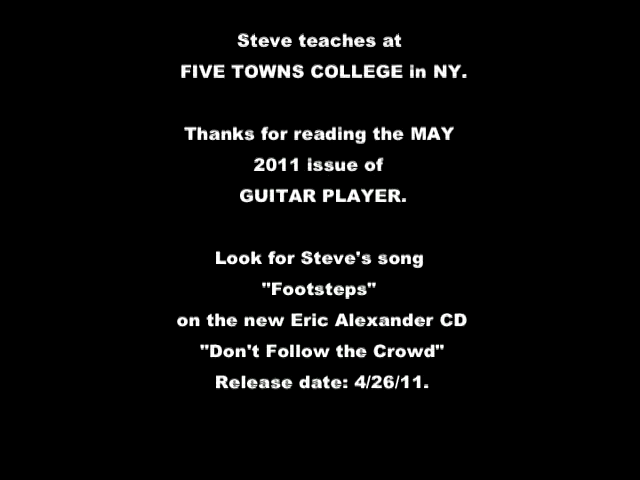 Steve teaches at
FIVE TOWNS COLLEGE in NY.
Thanks for reading the MAY
2011 issue of
GUITAR PLAYER.
Look for Steve's song
"Footsteps"
on the new Eric Alexander CD
"Don't Follow the Crowd"
Release date: 4/26/11.